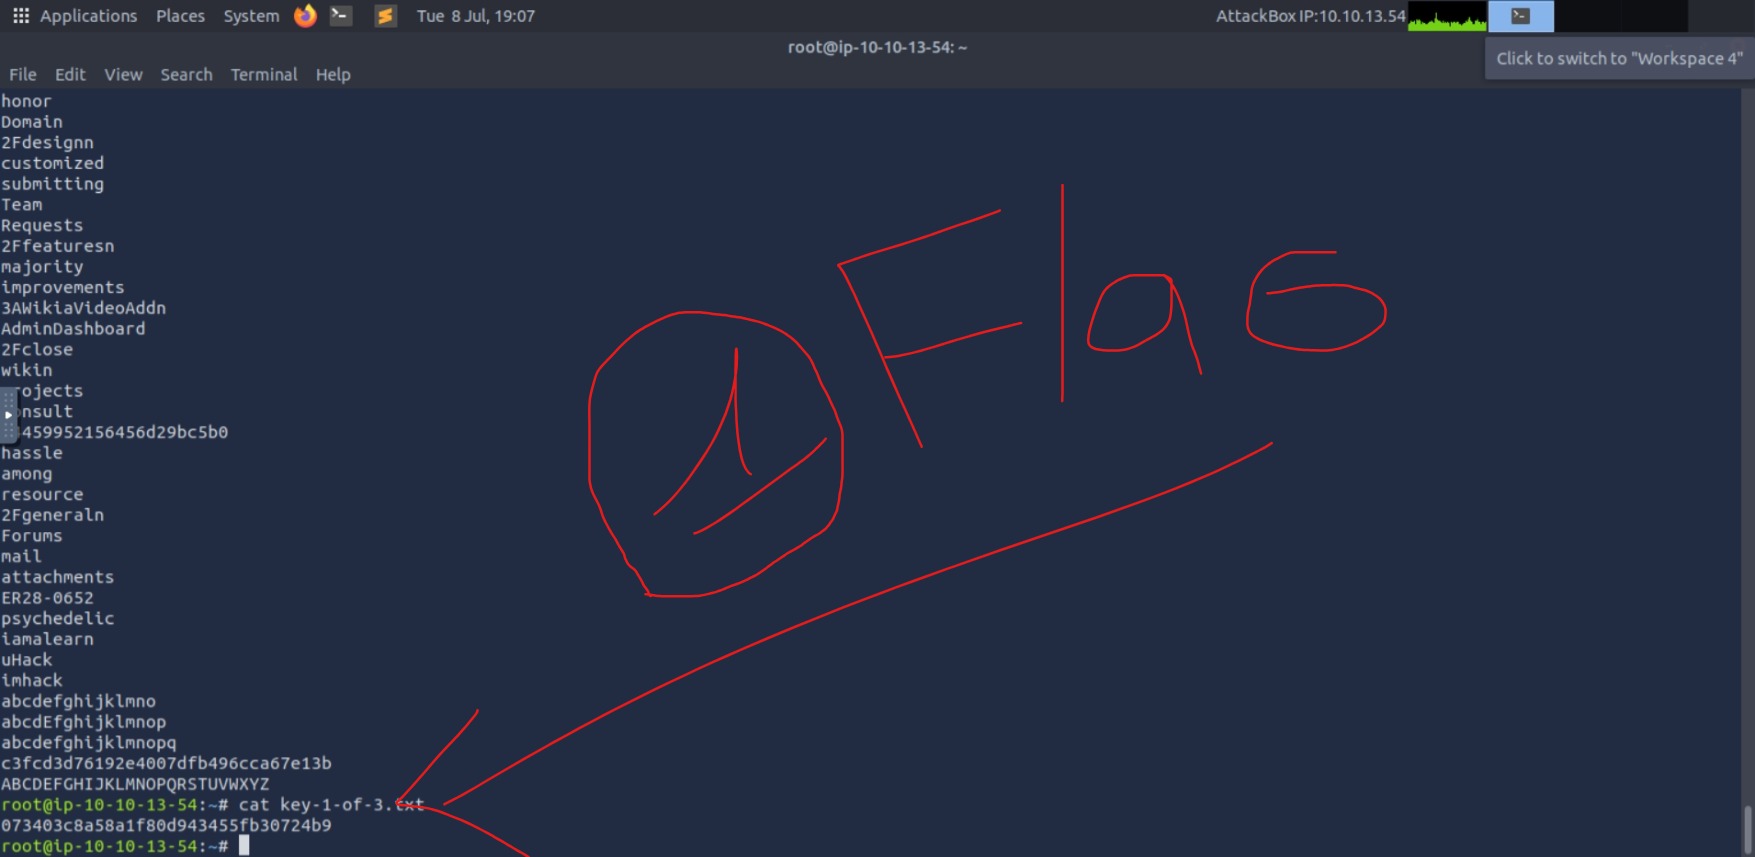 Applications Places System Tue 8 Jul, 19:07 AttackBox IP:10.10.13.54
root@ip-10-10-13-54: ~
Click to switch to "Workspace 4"
File Edit View Search Terminal Help
honor
Domain
2Fdesignn
customized
submitting
Team
Requests
2Ffeaturesn
majority
improvements
3AWikiaVideoAddn
AdminDashboard
2Fclose
wikin
rojects
onsult
459952156456d29bc5b0
hassle
among
resource
2Fgeneraln
Forums
mail
attachments
ER28-0652
psychedelic
iamalearn
uHack
imhack
abcdefghijklmno
abcdEfghijklmnop
abcdefghijklmnopq
c3fcd3d76192e4007dfb496cca67e13b
ABCDEFGHIJKLMNOPQRSTUVWXYZ
root@ip-10-10-13-54:~# cat key-1-of-3.txt
073403c8a58a1f80d943455fb30724b9
root@ip-10-10-13-54:~#
1 Flag